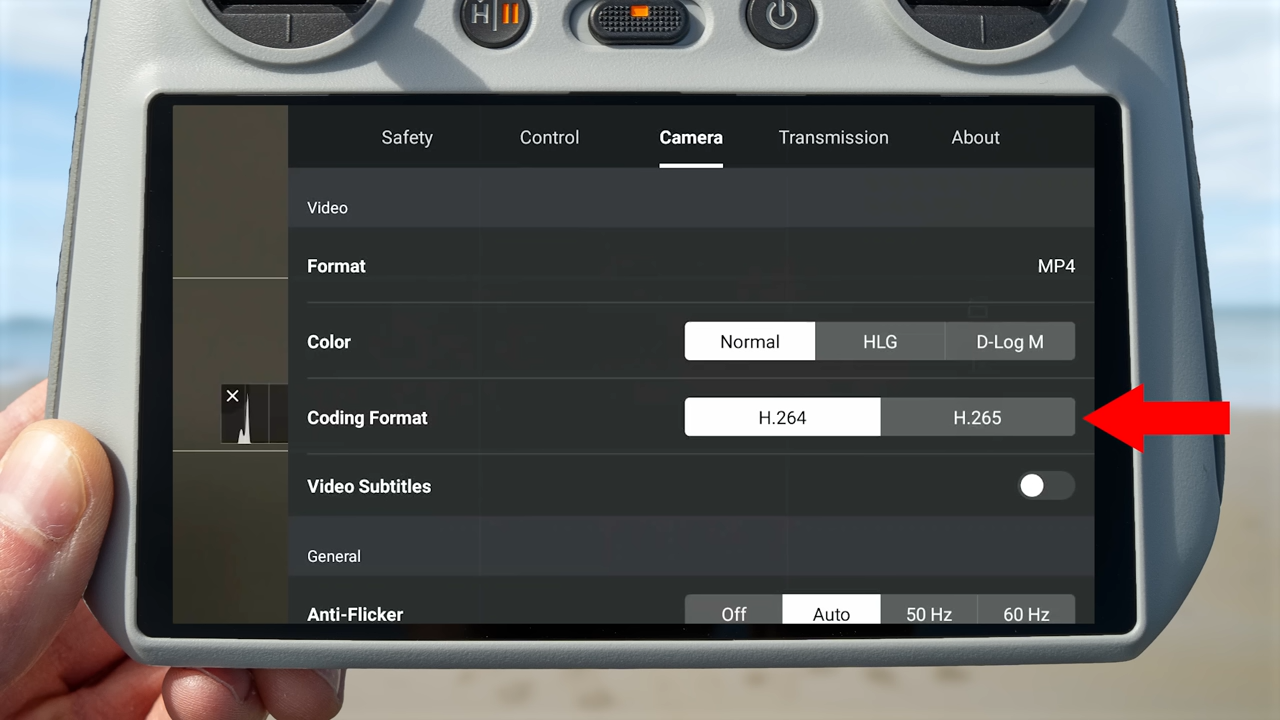 H
Safety Control Camera Transmission About
Video
Format MP4
Color Normal HLG D-Log M
Coding Format H.264 H.265
Video Subtitles
General
Anti-Flicker Off Auto 50 Hz 60 Hz